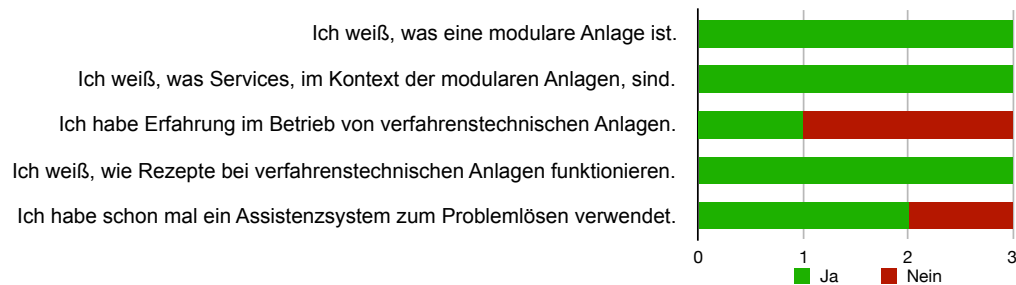 Ich weiß, was eine modulare Anlage ist.
Ich weiß, was Services, im Kontext der modularen Anlagen, sind.
Ich habe Erfahrung im Betrieb von verfahrenstechnischen Anlagen.
Ich weiß, wie Rezepte bei verfahrenstechnischen Anlagen funktionieren.
Ich habe schon mal ein Assistenzsystem zum Problemlösen verwendet.
0 1 2 3
Ja Nein